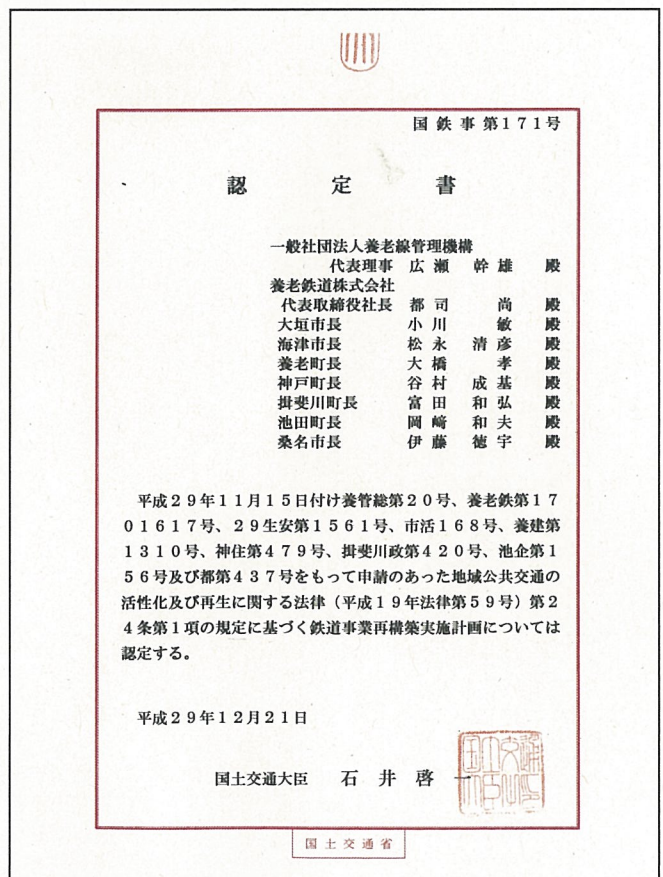 国鉄事第171号
認定書
一般社団法人養老線管理機構
代表理事 広瀬 幹雄 殿
養老鉄道株式会社
代表取締役社長 都司 尚 殿
大垣市長 小川 敏 殿
海津市長 松永 清彦 殿
養老町長 大橋 孝 殿
神戸町長 谷村 成基 殿
揖斐川町長 富田 和弘 殿
池田町長 岡﨑 和夫 殿
桑名市長 伊藤 徳宇 殿
平成29年11月15日付け養管総第20号、養老鉄第17
01617号、29生安第1561号、市活168号、養建第
1310号、神住第479号、揖斐川政第420号、池企第1
56号及び都第437号をもって申請のあった地域公共交通の
活性化及び再生に関する法律(平成19年法律第59号)第2
4条第1項の規定に基づく鉄道事業再構築実施計画については
認定する。
平成29年12月21日
国土交通大臣 石井啓一
国土交通省